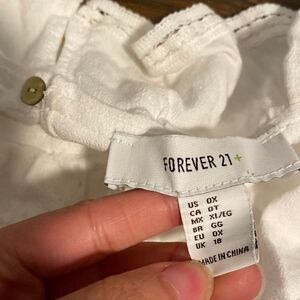 FOREVER 21+
US 0X
CA 0T
MX XL/EG
BR GG
EU 0X
UK 18
MADE IN CHINA